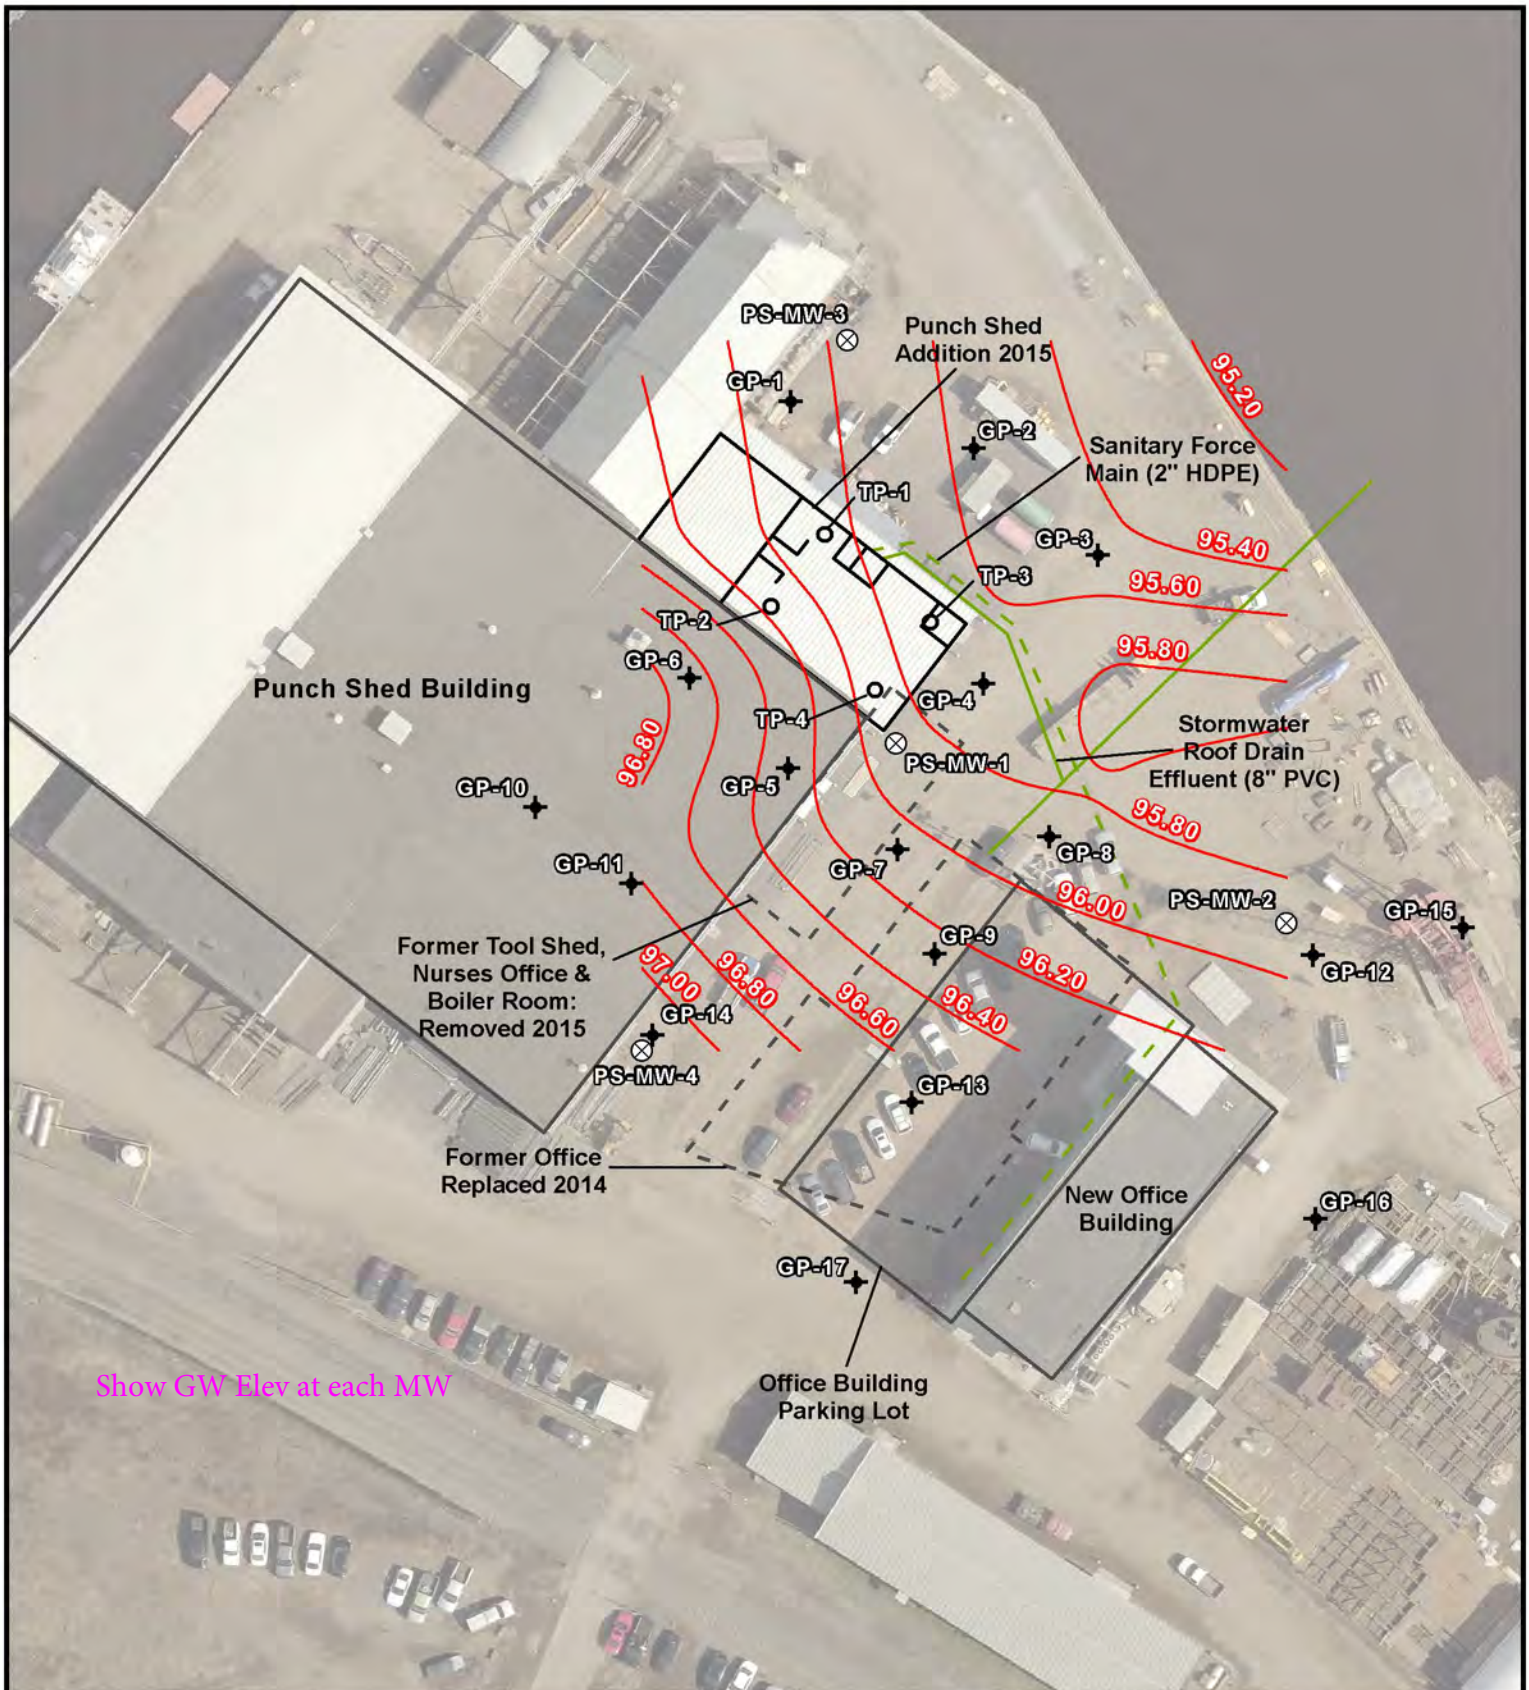 PS-MW-3
Punch Shed
Addition 2015
95.20
GP-1
GP-2
Sanitary Force
Main (2" HDPE)
TP-1
GP-3
95.40
TP-3
95.60
TP-2
95.80
GP-6
Punch Shed Building
GP-4
TP-4
Stormwater
Roof Drain
Effluent (8" PVC)
96.80
PS-MW-1
GP-5
GP-10
95.80
GP-8
GP-11
GP-7
96.00
PS-MW-2
GP-15
Former Tool Shed,
Nurses Office &
Boiler Room:
Removed 2015
GP-9
96.20
GP-12
97.00
96.80
96.60
96.40
GP-14
PS-MW-4
GP-13
Former Office
Replaced 2014
New Office
Building
GP-16
GP-17
Show GW Elev at each MW
Office Building
Parking Lot